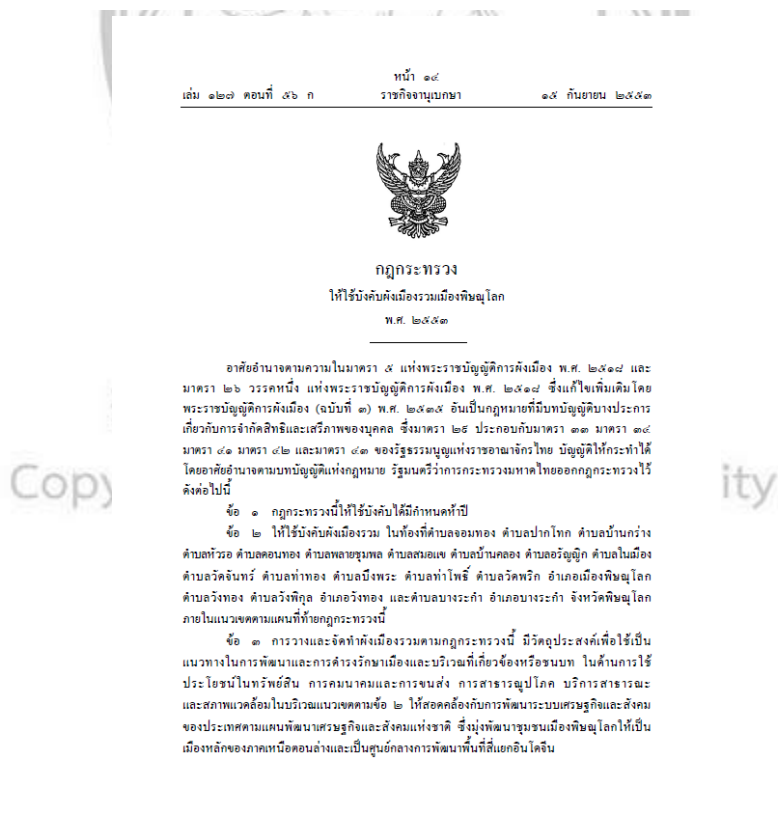 หน้า ๑๔
เล่ม ๑๒๗ ตอนที่ ๕๖ ก ราชกิจจานุเบกษา ๑๕ กันยายน ๒๕๕๓
กฎกระทรวง
ให้ใช้บังคับผังเมืองรวมเมืองพิษณุโลก
พ.ศ. ๒๕๕๓
อาศัยอำนาจตามความในมาตรา ๕ แห่งพระราชบัญญัติการผังเมือง พ.ศ. ๒๕๑๘ และ
มาตรา ๒๖ วรรคหนึ่ง แห่งพระราชบัญญัติการผังเมือง พ.ศ. ๒๕๑๘ ซึ่งแก้ไขเพิ่มเติมโดย
พระราชบัญญัติการผังเมือง (ฉบับที่ ๓) พ.ศ. ๒๕๓๕ อันเป็นกฎหมายที่มีบทบัญญัติบางประการ
เกี่ยวกับการจำกัดสิทธิและเสรีภาพของบุคคล ซึ่งมาตรา ๒๙ ประกอบกับมาตรา ๓๓ มาตรา ๓๔
มาตรา ๔๑ มาตรา ๔๒ และมาตรา ๔๓ ของรัฐธรรมนูญแห่งราชอาณาจักรไทย บัญญัติให้กระทำได้
โดยอาศัยอำนาจตามบทบัญญัติแห่งกฎหมาย รัฐมนตรีว่าการกระทรวงมหาดไทยออกกฎกระทรวงไว้
ดังต่อไปนี้
ข้อ ๑ กฎกระทรวงนี้ให้ใช้บังคับได้มีกำหนดห้าปี
ข้อ ๒ ให้ใช้บังคับผังเมืองรวม ในท้องที่ตำบลจอมทอง ตำบลปากโทก ตำบลบ้านกร่าง
ตำบลหัวรอ ตำบลดอนทอง ตำบลพลายชุมพล ตำบลสมอแข ตำบลบ้านคลอง ตำบลอรัญญิก ตำบลในเมือง
ตำบลวัดจันทร์ ตำบลท่าทอง ตำบลบึงพระ ตำบลท่าโพธิ์ ตำบลวัดพริก อำเภอเมืองพิษณุโลก
ตำบลวังทอง ตำบลวังพิกุล อำเภอวังทอง และตำบลบางระกำ อำเภอบางระกำ จังหวัดพิษณุโลก
ภายในแนวเขตตามแผนที่ท้ายกฎกระทรวงนี้
ข้อ ๓ การวางและจัดทำผังเมืองรวมตามกฎกระทรวงนี้ มีวัตถุประสงค์เพื่อใช้เป็น
แนวทางในการพัฒนาและการดำรงรักษาเมืองและบริเวณที่เกี่ยวข้องหรือชนบท ในด้านการใช้
ประโยชน์ในทรัพย์สิน การคมนาคมและการขนส่ง การสาธารณูปโภค บริการสาธารณะ
และสภาพแวดล้อมในบริเวณแนวเขตตามข้อ ๒ ให้สอดคล้องกับการพัฒนาระบบเศรษฐกิจและสังคม
ของประเทศตามแผนพัฒนาเศรษฐกิจและสังคมแห่งชาติ ซึ่งมุ่งพัฒนาชุมชนเมืองพิษณุโลกให้เป็น
เมืองหลักของภาคเหนือตอนล่างและเป็นศูนย์กลางการพัฒนาพื้นที่สี่แยกอินโดจีน